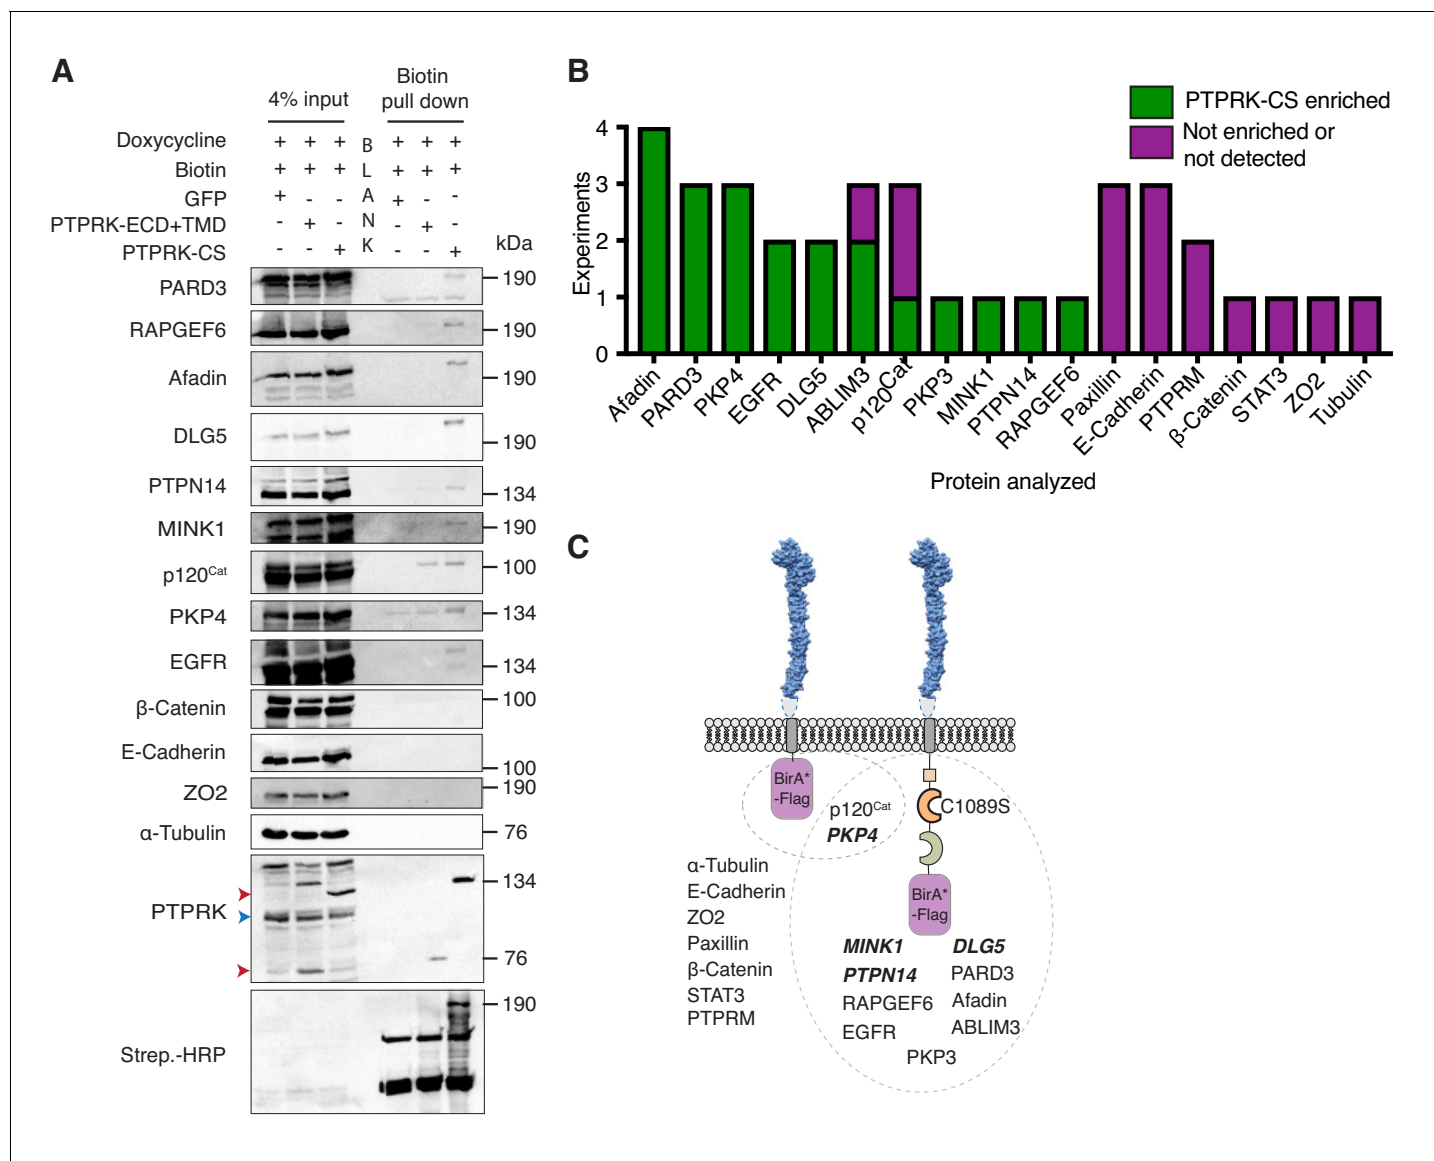 A
4% input
Biotin
pull down
Doxycycline + + + B + + +
Biotin + + + L + + +
GFP + - - A + - -
PTPRK-ECD+TMD - + - N - + -
PTPRK-CS - - + K - - +
kDa
PARD3 190
RAPGEF6 190
Afadin 190
DLG5 190
PTPN14 134
MINK1 190
p120Cat 100
PKP4 134
EGFR 134
β-Catenin 100
E-Cadherin 100
ZO2 190
α-Tubulin 76
PTPRK 134
76
Strep.-HRP 190
B
PTPRK-CS enriched
Not enriched or
not detected
Experiments
4
3
2
1
0
Afadin
PARD3
PKP4
EGFR
DLG5
ABLIM3
p120Cat
PKP3
MINK1
PTPN14
RAPGEF6
Paxillin
E-Cadherin
PTPRM
β-Catenin
STAT3
ZO2
Tubulin
Protein analyzed
C
BirA*
-Flag
p120Cat
PKP4
C1089S
BirA*
-Flag
α-Tubulin
E-Cadherin
ZO2
Paxillin
β-Catenin
STAT3
PTPRM
MINK1 DLG5
PTPN14 PARD3
RAPGEF6 Afadin
EGFR ABLIM3
PKP3